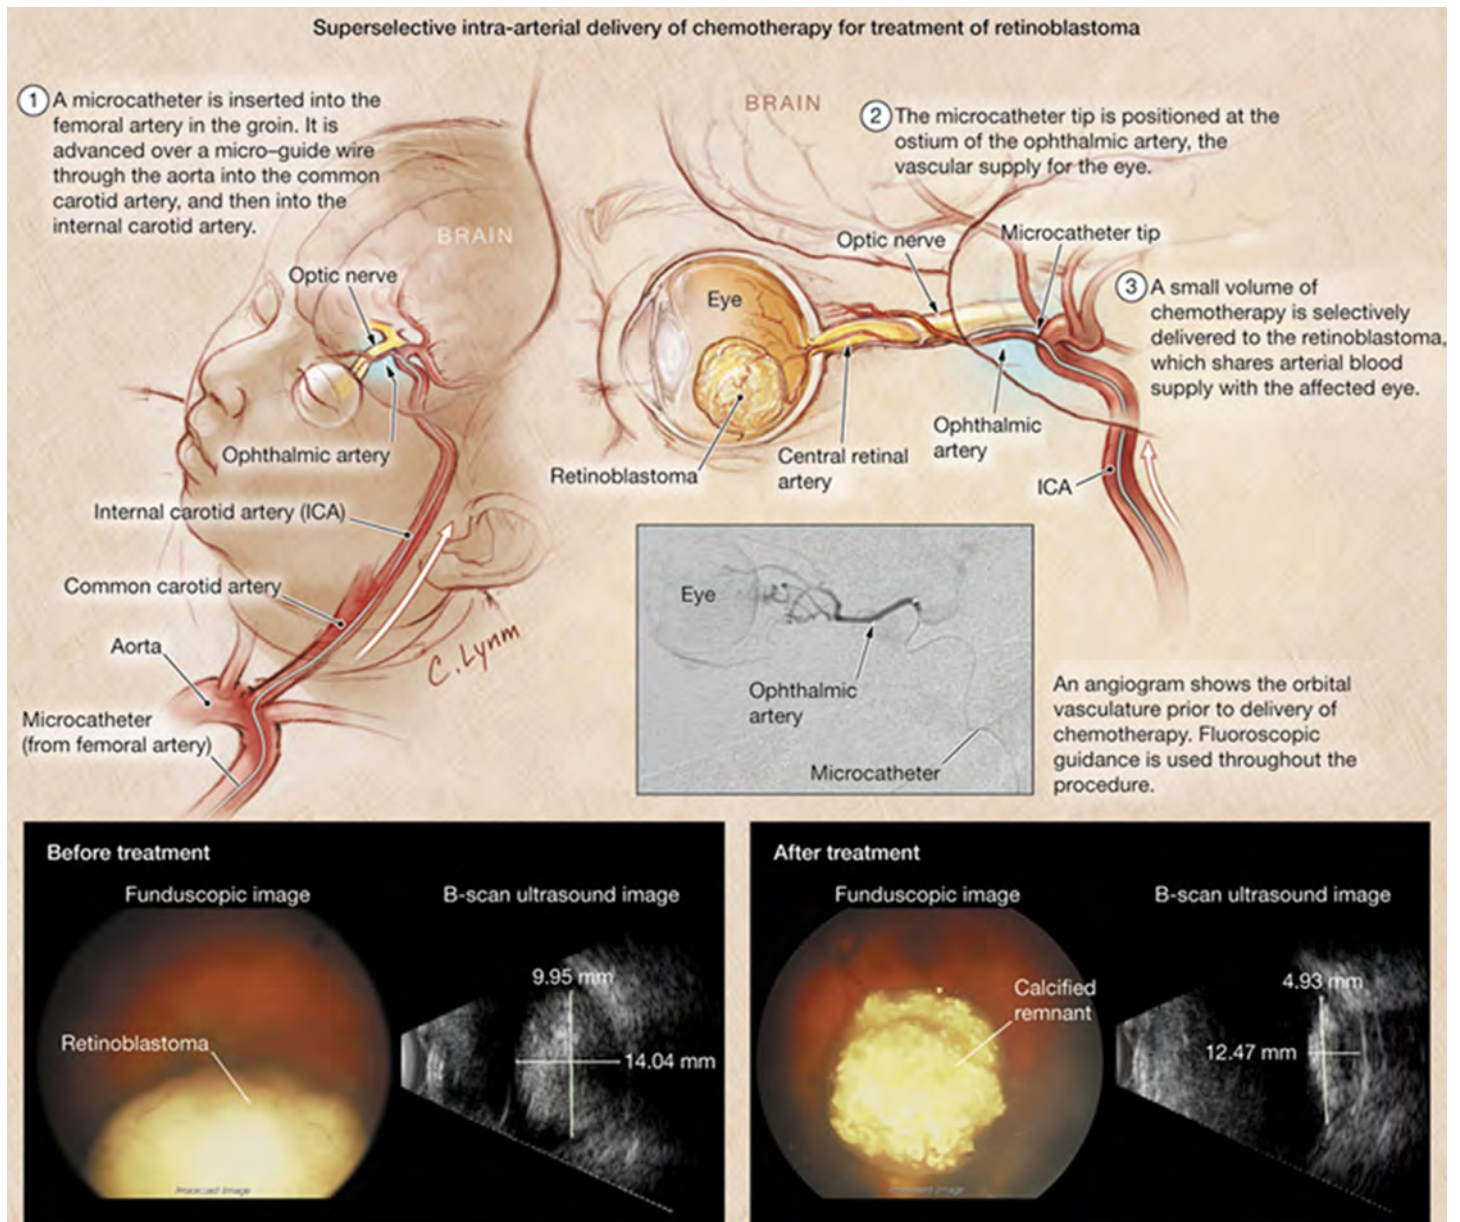 Superselective intra-arterial delivery of chemotherapy for treatment of retinoblastoma
1 A microcatheter is inserted into the
femoral artery in the groin. It is
advanced over a micro–guide wire
through the aorta into the common
carotid artery, and then into the
internal carotid artery.
BRAIN
Optic nerve
Ophthalmic artery
Internal carotid artery (ICA)
Common carotid artery
Aorta
Microcatheter
(from femoral artery)
C. Lynm
BRAIN
2 The microcatheter tip is positioned at the
ostium of the ophthalmic artery, the
vascular supply for the eye.
Optic nerve
Microcatheter tip
3 A small volume of
chemotherapy is selectively
delivered to the retinoblastoma,
which shares arterial blood
supply with the affected eye.
Eye
Retinoblastoma
Central retinal
artery
Ophthalmic
artery
ICA
Eye
Ophthalmic
artery
Microcatheter
An angiogram shows the orbital
vasculature prior to delivery of
chemotherapy. Fluoroscopic
guidance is used throughout the
procedure.
Before treatment
Funduscopic image
B-scan ultrasound image
Retinoblastoma
9.95 mm
14.04 mm
Processed Image
After treatment
Funduscopic image
B-scan ultrasound image
Calcified
remnant
4.93 mm
12.47 mm
Processed Image